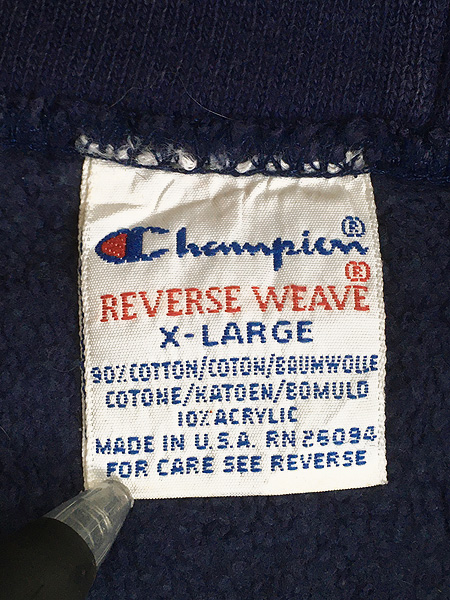 Champion®
®
REVERSE WEAVE
X-LARGE
90% COTTON/COTON/BAUMWOLLE
COTONE/KATOEN/BOMULD
10% ACRYLIC
MADE IN U.S.A. RN 26094
FOR CARE SEE REVERSE